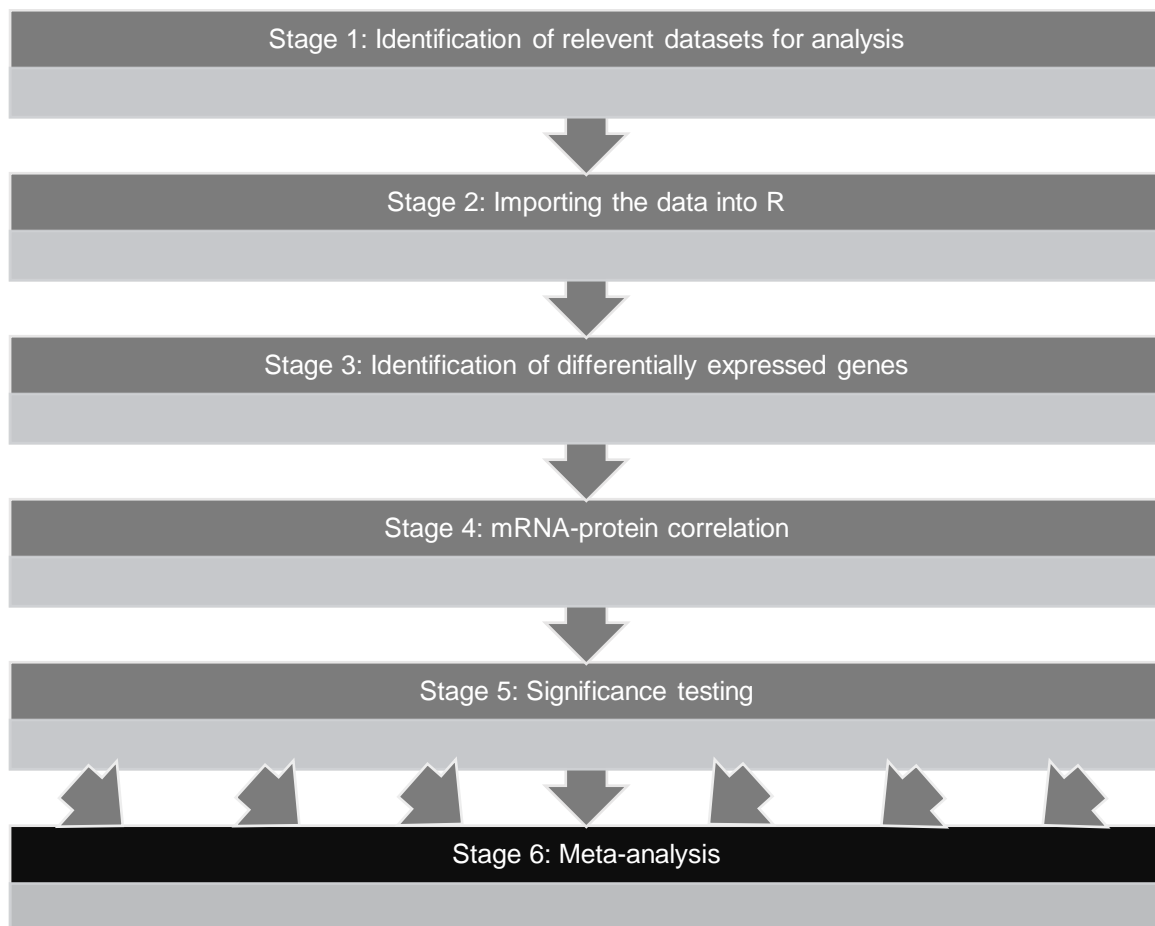 Stage 1: Identification of relevent datasets for analysis
Stage 2: Importing the data into R
Stage 3: Identification of differentially expressed genes
Stage 4: mRNA-protein correlation
Stage 5: Significance testing
Stage 6: Meta-analysis